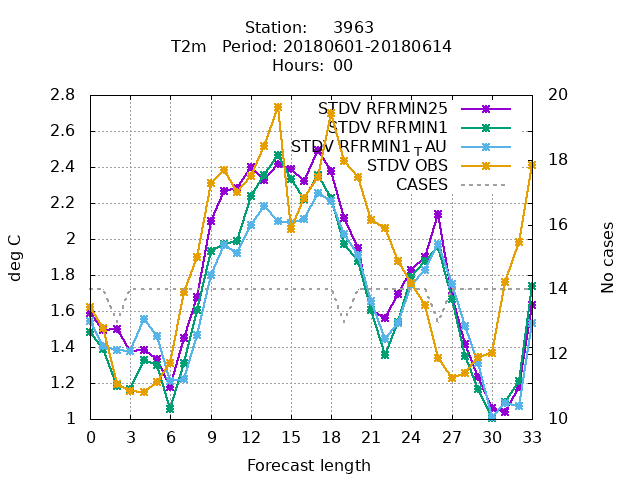 Station: 3963
T2m Period: 20180601-20180614
Hours: 00
2.8
2.6
2.4
2.2
2
1.8
1.6
1.4
1.2
1
deg C
20
18
16
14
12
10
No cases
STDV RFRMIN25
STDV RFRMIN1
STDV RFRMIN1_TAU
STDV OBS
CASES
0 3 6 9 12 15 18 21 24 27 30 33
Forecast length